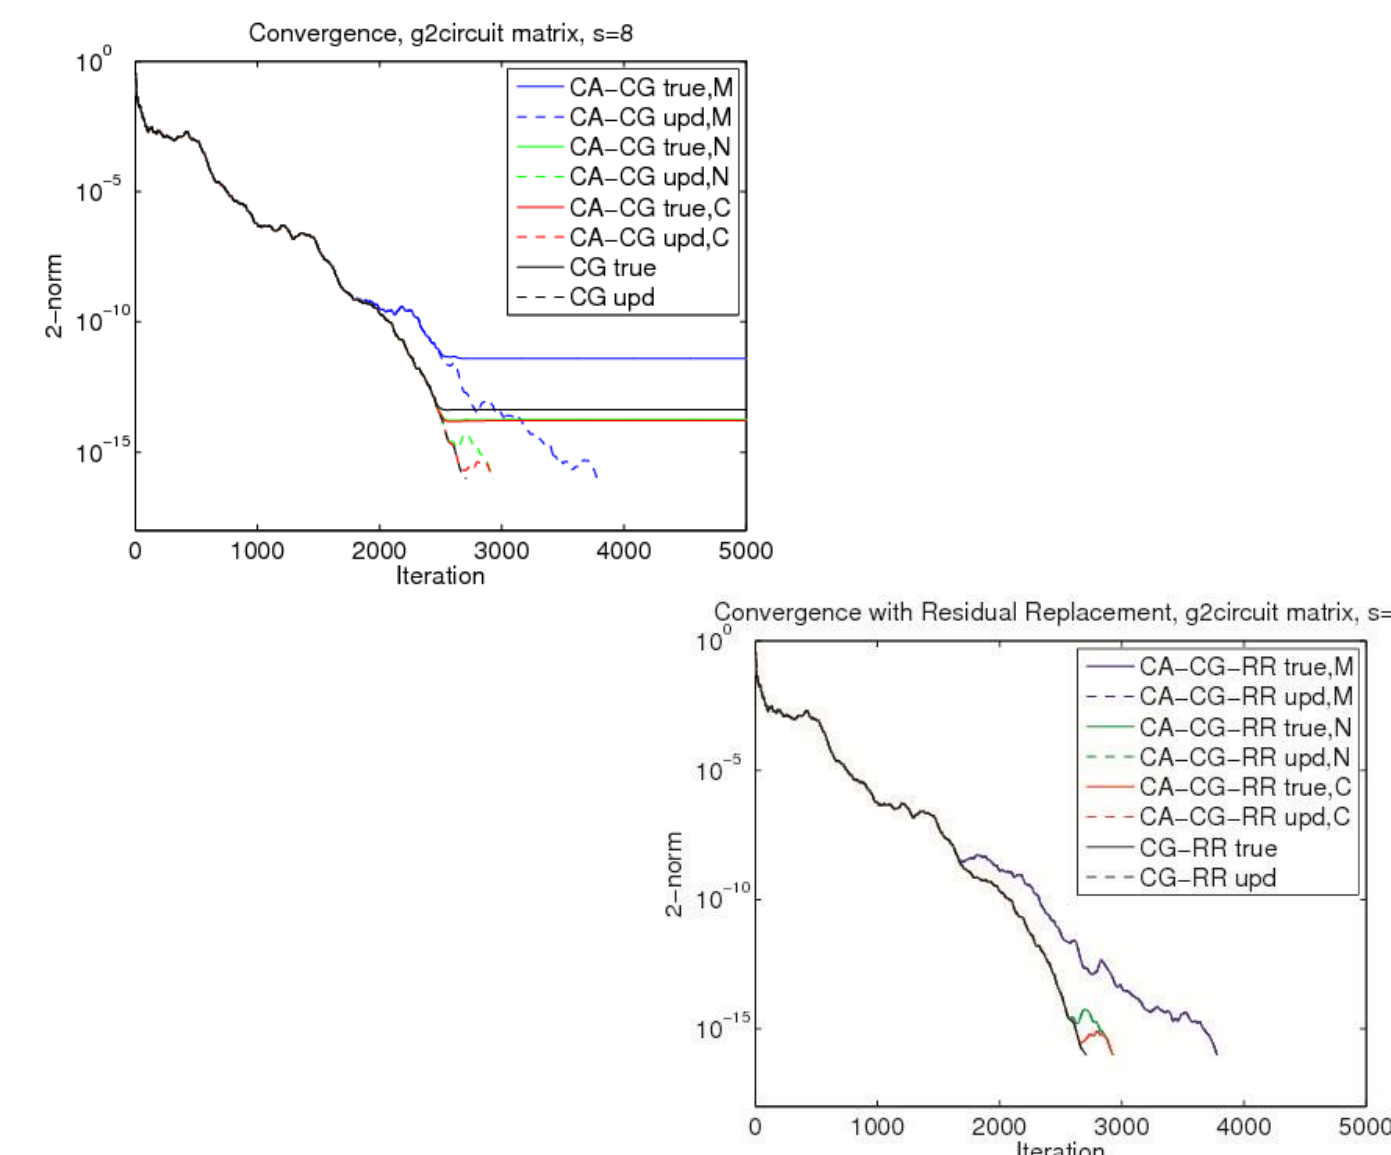 Convergence, g2circuit matrix, s=8
10^0
10^-5
10^-10
10^-15
2-norm
CA-CG true,M
CA-CG upd,M
CA-CG true,N
CA-CG upd,N
CA-CG true,C
CA-CG upd,C
CG true
CG upd
0 1000 2000 3000 4000 5000
Iteration
Convergence with Residual Replacement, g2circuit matrix, s=
10^0
10^-5
10^-10
10^-15
2-norm
CA-CG-RR true,M
CA-CG-RR upd,M
CA-CG-RR true,N
CA-CG-RR upd,N
CA-CG-RR true,C
CA-CG-RR upd,C
CG-RR true
CG-RR upd
0 1000 2000 3000 4000 5000
Iteration